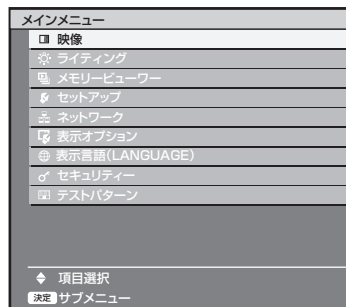 メインメニュー
映像
ライティング
メモリービューワー
セットアップ
ネットワーク
表示オプション
表示言語(LANGUAGE)
セキュリティー
テストパターン
項目選択
決定 サブメニュー